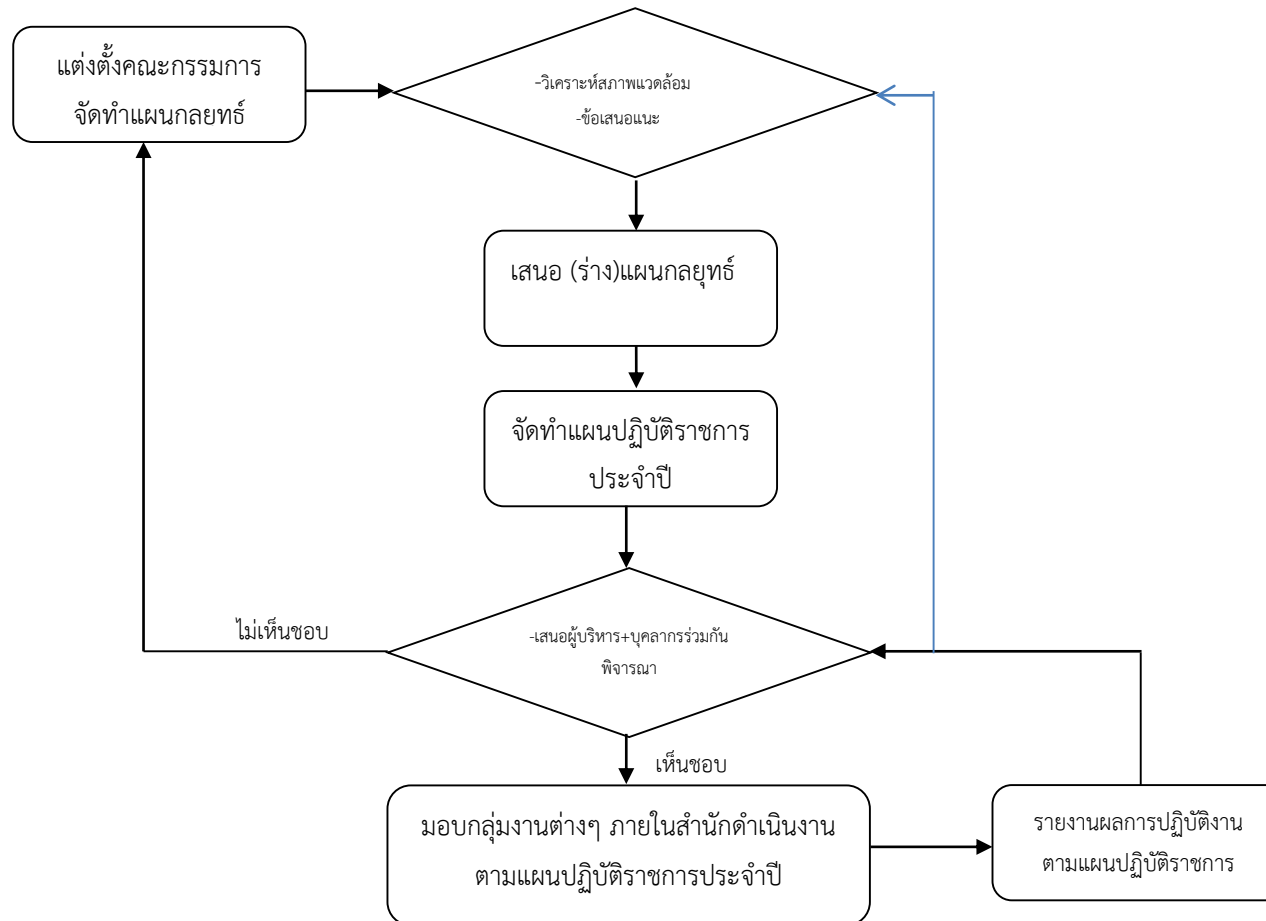 แต่งตั้งคณะกรรมการ
จัดทำแผนกลยทธ์
-วิเคราะห์สภาพแวดล้อม
-ข้อเสนอแนะ
เสนอ (ร่าง)แผนกลยุทธ์
จัดทำแผนปฏิบัติราชการ
ประจำปี
ไม่เห็นชอบ
-เสนอผู้บริหาร+บุคลากรร่วมกัน
พิจารณา
เห็นชอบ
มอบกลุ่มงานต่างๆ ภายในสำนักดำเนินงาน
ตามแผนปฏิบัติราชการประจำปี
รายงานผลการปฏิบัติงาน
ตามแผนปฏิบัติราชการ